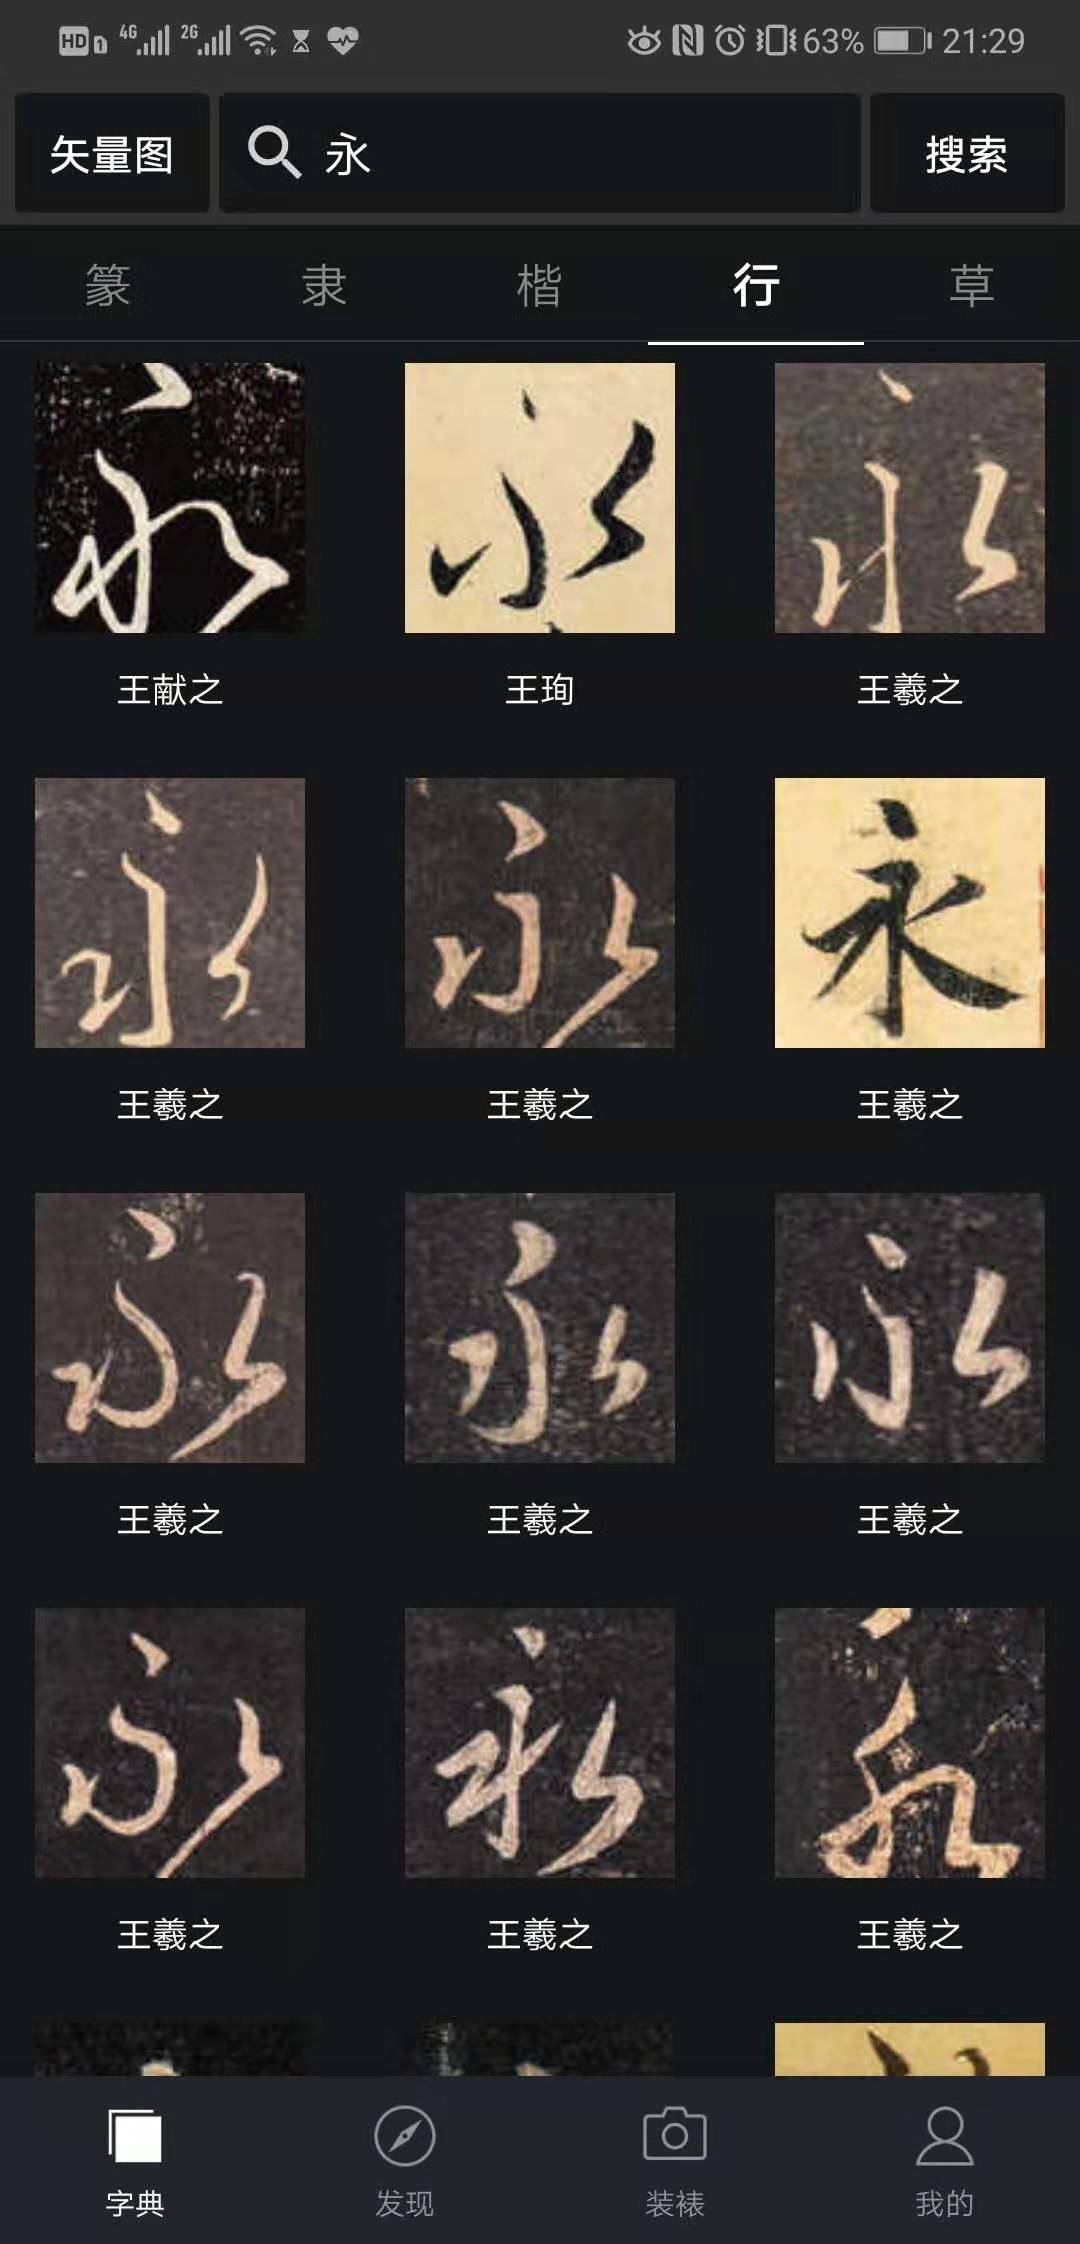 HD 1 4G 2G 63% 21:29
矢量图 永 搜索
篆 隶 楷 行 草
永 永 永
王献之 王珣 王羲之
永 永 永
王羲之 王羲之 王羲之
永 永 永
王羲之 王羲之 王羲之
永 永 永
王羲之 王羲之 王羲之
字典 发现 装裱 我的